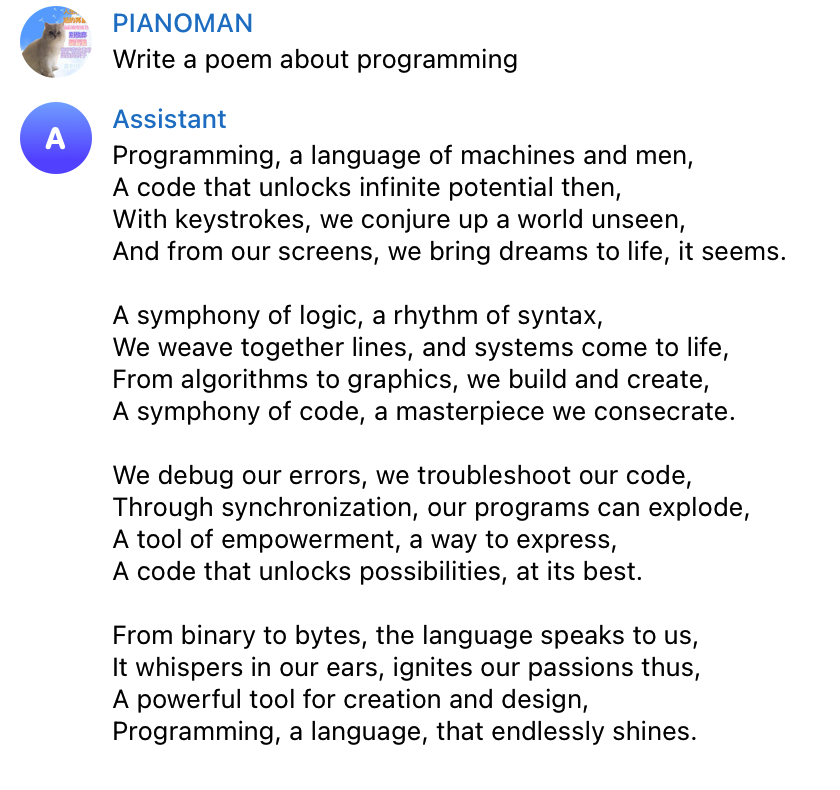 PIANOMAN
Write a poem about programming
A
Assistant
Programming, a language of machines and men,
A code that unlocks infinite potential then,
With keystrokes, we conjure up a world unseen,
And from our screens, we bring dreams to life, it seems.
A symphony of logic, a rhythm of syntax,
We weave together lines, and systems come to life,
From algorithms to graphics, we build and create,
A symphony of code, a masterpiece we consecrate.
We debug our errors, we troubleshoot our code,
Through synchronization, our programs can explode,
A tool of empowerment, a way to express,
A code that unlocks possibilities, at its best.
From binary to bytes, the language speaks to us,
It whispers in our ears, ignites our passions thus,
A powerful tool for creation and design,
Programming, a language, that endlessly shines.